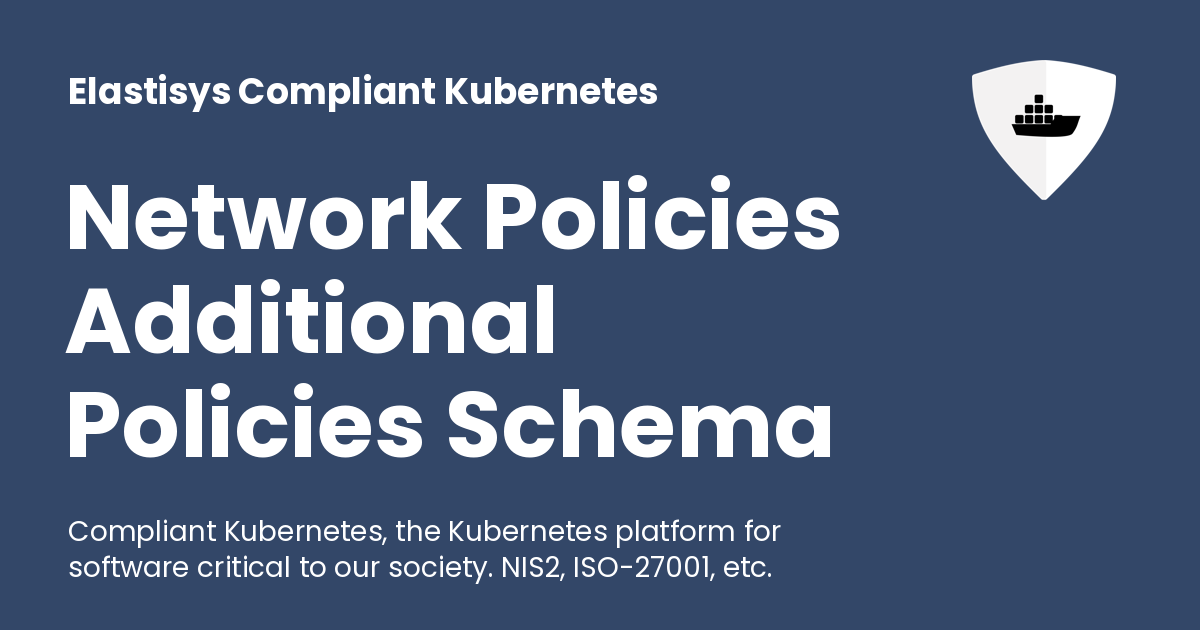 Elastisys Compliant Kubernetes
Network Policies
Additional
Policies Schema
Compliant Kubernetes, the Kubernetes platform for
software critical to our society. NIS2, ISO-27001, etc.